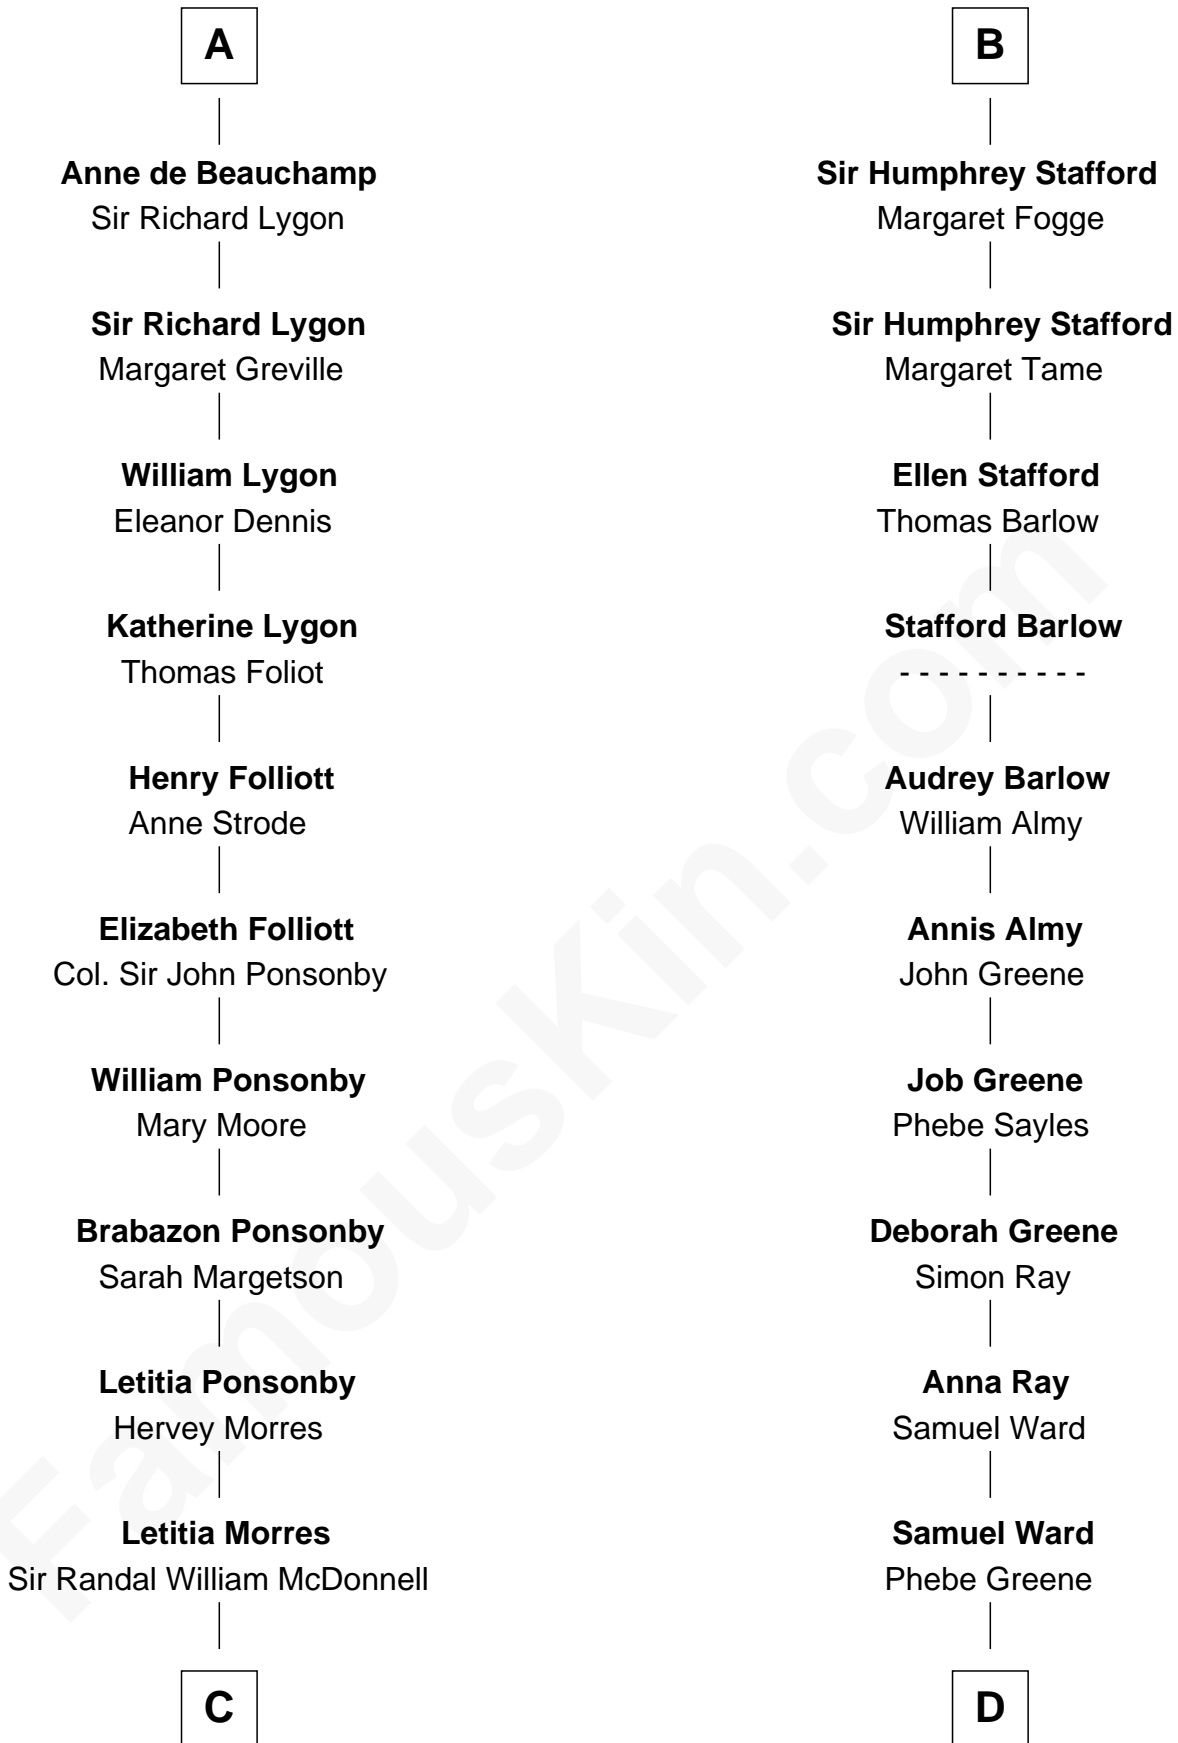 A
Anne de Beauchamp
Sir Richard Lygon
Sir Richard Lygon
Margaret Greville
William Lygon
Eleanor Dennis
Katherine Lygon
Thomas Foliot
Henry Folliott
Anne Strode
Elizabeth Folliott
Col. Sir John Ponsonby
William Ponsonby
Mary Moore
Brabazon Ponsonby
Sarah Margetson
Letitia Ponsonby
Hervey Morres
Letitia Morres
Sir Randal William McDonnell
C
B
Sir Humphrey Stafford
Margaret Fogge
Sir Humphrey Stafford
Margaret Tame
Ellen Stafford
Thomas Barlow
Stafford Barlow
- - - - - - - - - -
Audrey Barlow
William Almy
Annis Almy
John Greene
Job Greene
Phebe Sayles
Deborah Greene
Simon Ray
Anna Ray
Samuel Ward
Samuel Ward
Phebe Greene
D
FamousKin.com